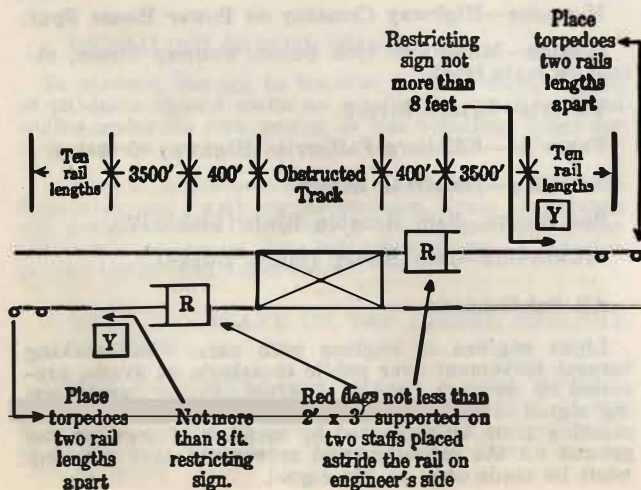 Restricting
sign not
more than
8 feet
Place
torpedoes
two rails
apart
Ten
rail
lengths
3500' 400' Obstructed
Track 400' 3500'
Ten
rail
lengths
Y
R
R
Y
Place
torpedoes
two rail
lengths
apart
Not more
than 8 ft.
restricting
sign.
Red flags not less than
2' x 3' supported on
two staffs placed
astride the rail on
engineer's side